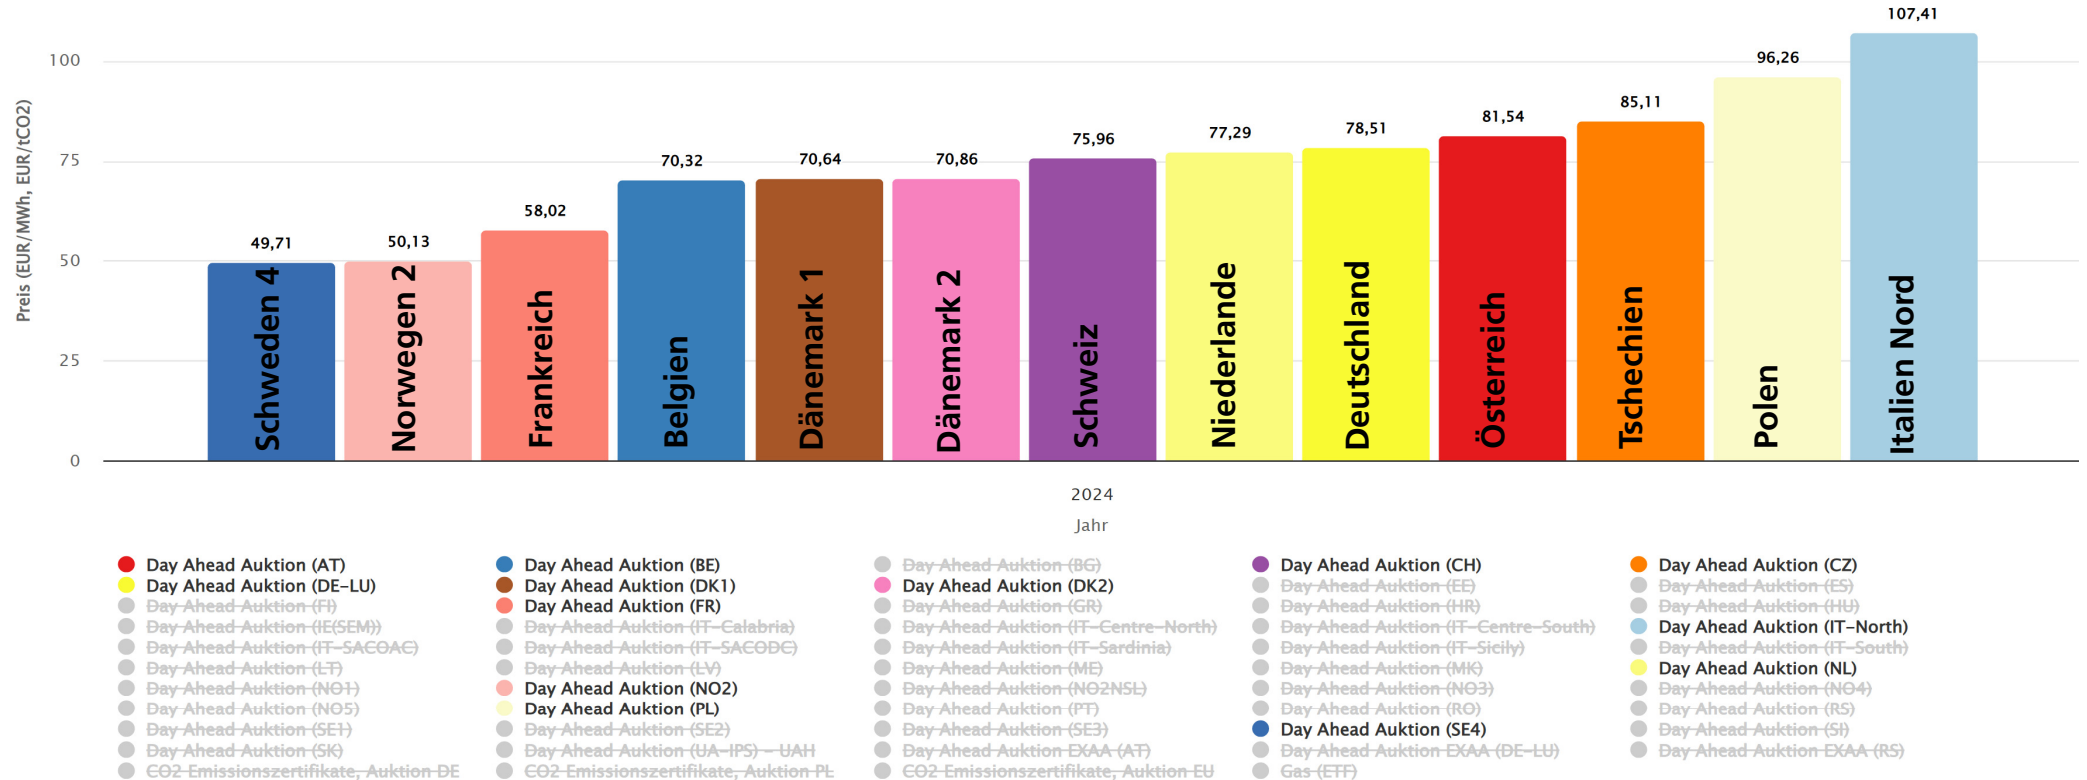 107,41
96,26
85,11
81,54
78,51
77,29
75,96
70,86
70,64
70,32
58,02
50,13
49,71
100
75
50
25
0
Preis (EUR/MWh, EUR/tCO2)
Schweden 4
Norwegen 2
Frankreich
Belgien
Dänemark 1
Dänemark 2
Schweiz
Niederlande
Deutschland
Österreich
Tschechien
Polen
Italien Nord
2024
Jahr
Day Ahead Auktion (AT)
Day Ahead Auktion (BE)
Day Ahead Auktion (BG)
Day Ahead Auktion (CH)
Day Ahead Auktion (CZ)
Day Ahead Auktion (DE-LU)
Day Ahead Auktion (DK1)
Day Ahead Auktion (DK2)
Day Ahead Auktion (EE)
Day Ahead Auktion (ES)
Day Ahead Auktion (FI)
Day Ahead Auktion (FR)
Day Ahead Auktion (GR)
Day Ahead Auktion (HR)
Day Ahead Auktion (HU)
Day Ahead Auktion (IE(SEM))
Day Ahead Auktion (IT-Calabria)
Day Ahead Auktion (IT-Centre-North)
Day Ahead Auktion (IT-Centre-South)
Day Ahead Auktion (IT-North)
Day Ahead Auktion (IT-SACOAC)
Day Ahead Auktion (IT-SACODC)
Day Ahead Auktion (IT-Sardinia)
Day Ahead Auktion (IT-Sicily)
Day Ahead Auktion (IT-South)
Day Ahead Auktion (LT)
Day Ahead Auktion (LV)
Day Ahead Auktion (ME)
Day Ahead Auktion (MK)
Day Ahead Auktion (NL)
Day Ahead Auktion (NO1)
Day Ahead Auktion (NO2)
Day Ahead Auktion (NO2NSL)
Day Ahead Auktion (NO3)
Day Ahead Auktion (NO4)
Day Ahead Auktion (NO5)
Day Ahead Auktion (PL)
Day Ahead Auktion (PT)
Day Ahead Auktion (RO)
Day Ahead Auktion (RS)
Day Ahead Auktion (SE1)
Day Ahead Auktion (SE2)
Day Ahead Auktion (SE3)
Day Ahead Auktion (SE4)
Day Ahead Auktion (SI)
Day Ahead Auktion (SK)
Day Ahead Auktion (UA-IPS) - UAH
Day Ahead Auktion EXAA (AT)
Day Ahead Auktion EXAA (DE-LU)
Day Ahead Auktion EXAA (RS)
CO2 Emissionszertifikate, Auktion DE
CO2 Emissionszertifikate, Auktion PL
CO2 Emissionszertifikate, Auktion EU
Gas (ETF)